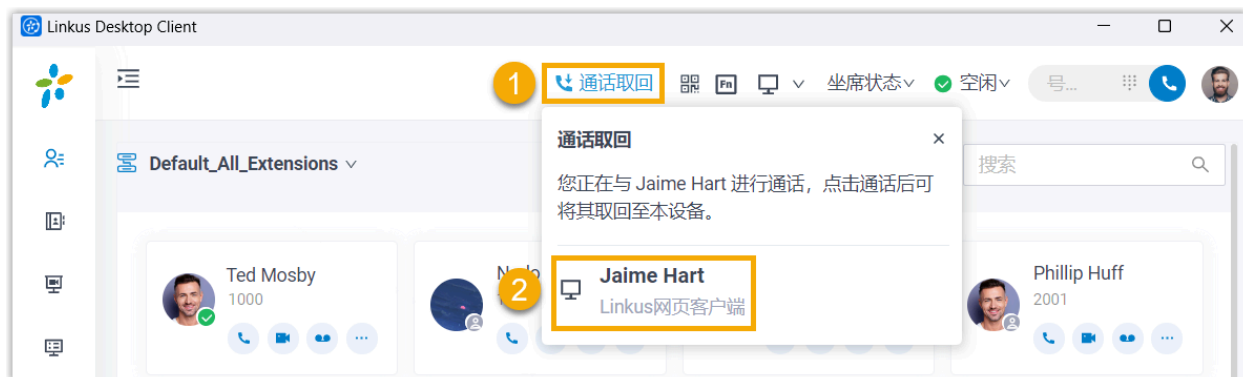 Linkus Desktop Client
1
通话取回
Fn
坐席状态
空闲
号...
通话取回
Default_All_Extensions
搜索
您正在与 Jaime Hart 进行通话，点击通话后可
将其取回至本设备。
Ted Mosby
1000
2
Jaime Hart
Linkus网页客户端
Phillip Huff
2001